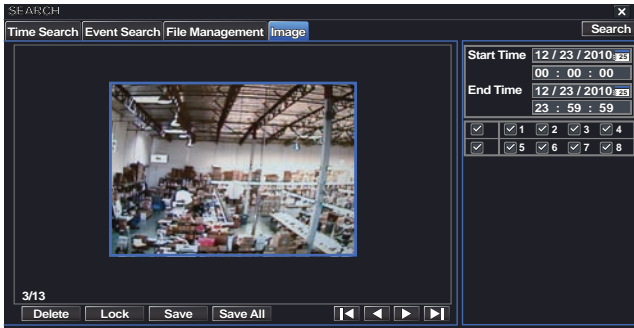 SEARCH
Time Search Event Search File Management Image
Search
Start Time 12 / 23 / 2010 25
00 : 00 : 00
End Time 12 / 23 / 2010 25
23 : 59 : 59
1 2 3 4
5 6 7 8
3/13
Delete Lock Save Save All